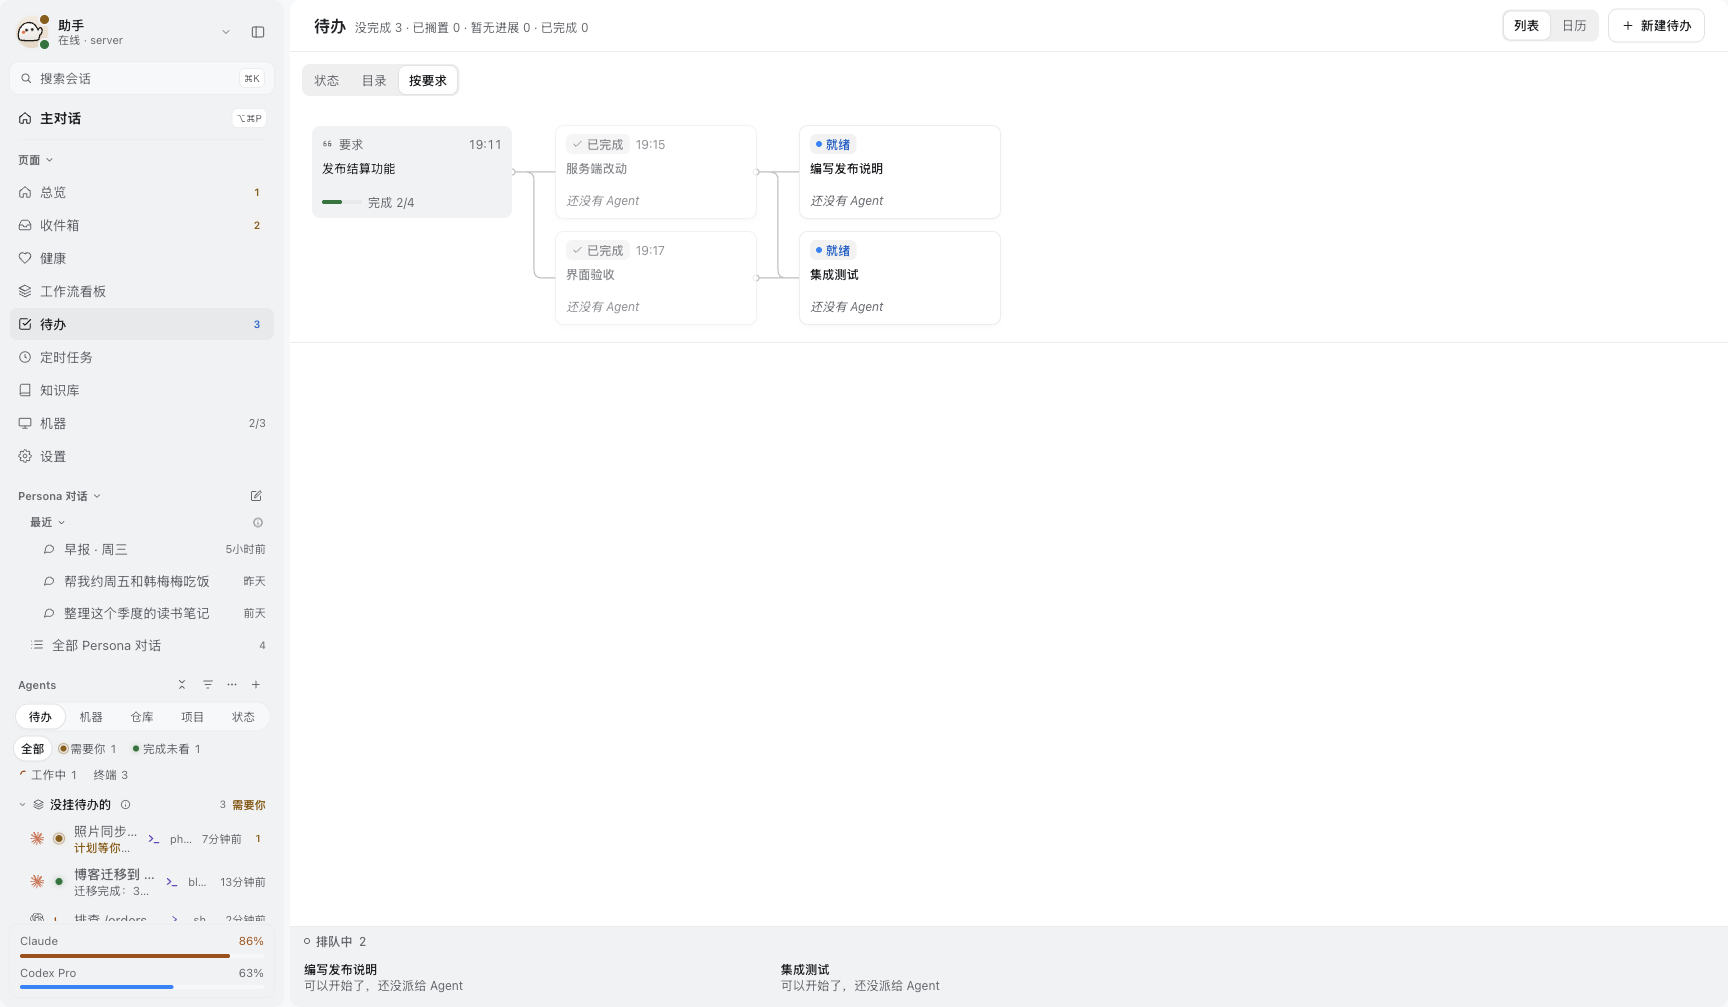 助手
在线 · server
搜索会话 ⌘K
主对话 ⌥⌘P
页面
总览 1
收件箱 2
健康
工作流看板
待办 3
定时任务
知识库
机器 2/3
设置
Persona 对话
最近
早报 · 周三 5小时前
帮我约周五和韩梅梅吃饭 昨天
整理这个季度的读书笔记 前天
全部 Persona 对话 4
Agents
待办 机器 仓库 项目 状态
全部 需要你 1 完成未看 1
工作中 1 终端 3
没挂待办的 3 需要你
照片同步... ph... 7分钟前 1
计划等你...
博客迁移到 ... bl... 13分钟前
迁移完成：3...
排查 /orders sh 2分钟前
Claude 86%
Codex Pro 63%
待办 没完成 3 · 已搁置 0 · 暂无进展 0 · 已完成 0
列表 日历 + 新建待办
状态 目录 按要求
要求 19:11
发布结算功能
完成 2/4
已完成 19:15
服务端改动
还没有 Agent
就绪
编写发布说明
还没有 Agent
已完成 19:17
界面验收
还没有 Agent
就绪
集成测试
还没有 Agent
排队中 2
编写发布说明
可以开始了，还没派给 Agent
集成测试
可以开始了，还没派给 Agent